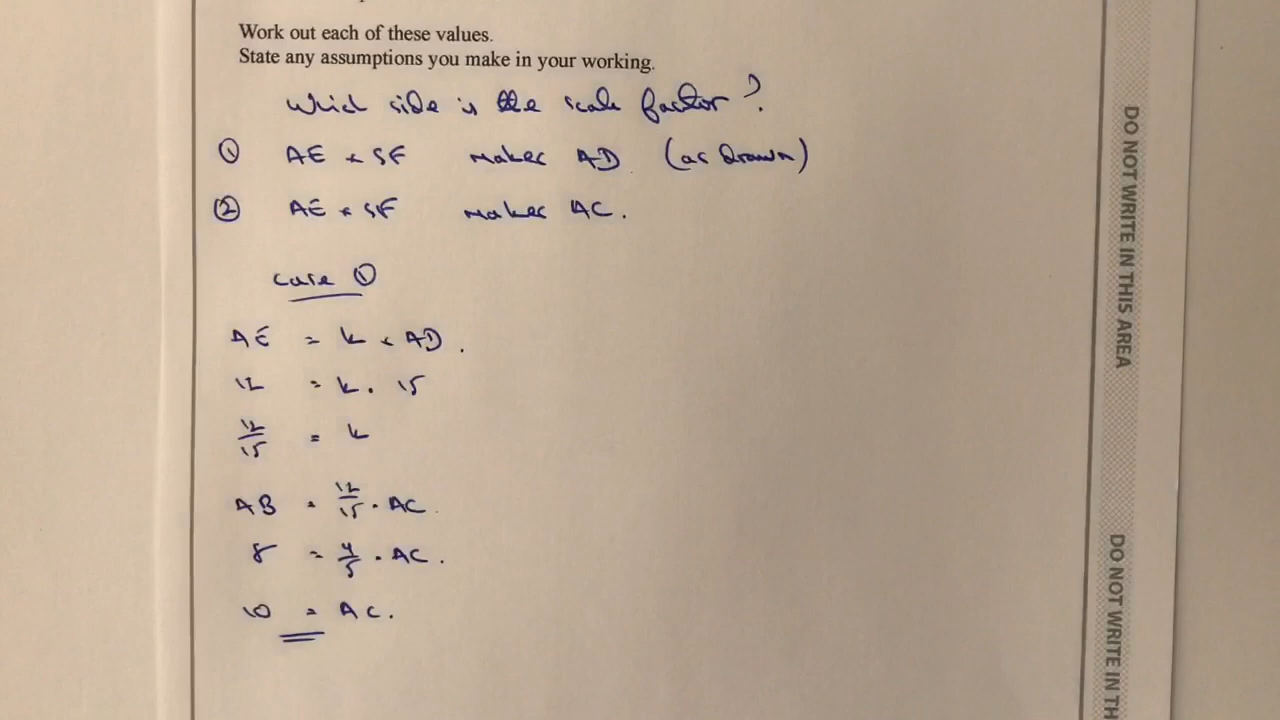 Work out each of these values.
State any assumptions you make in your working.
Which side is the scale factor?
① AE × SF makes AD (as drawn)
② AE × SF makes AC.
Case ①
AE = k × AD.
12 = k. 15
12/15 = k
AB = 12/15 . AC.
8 = 4/5 . AC.
10 = AC.
DO NOT WRITE IN THIS AREA
DO NOT WRITE IN TH